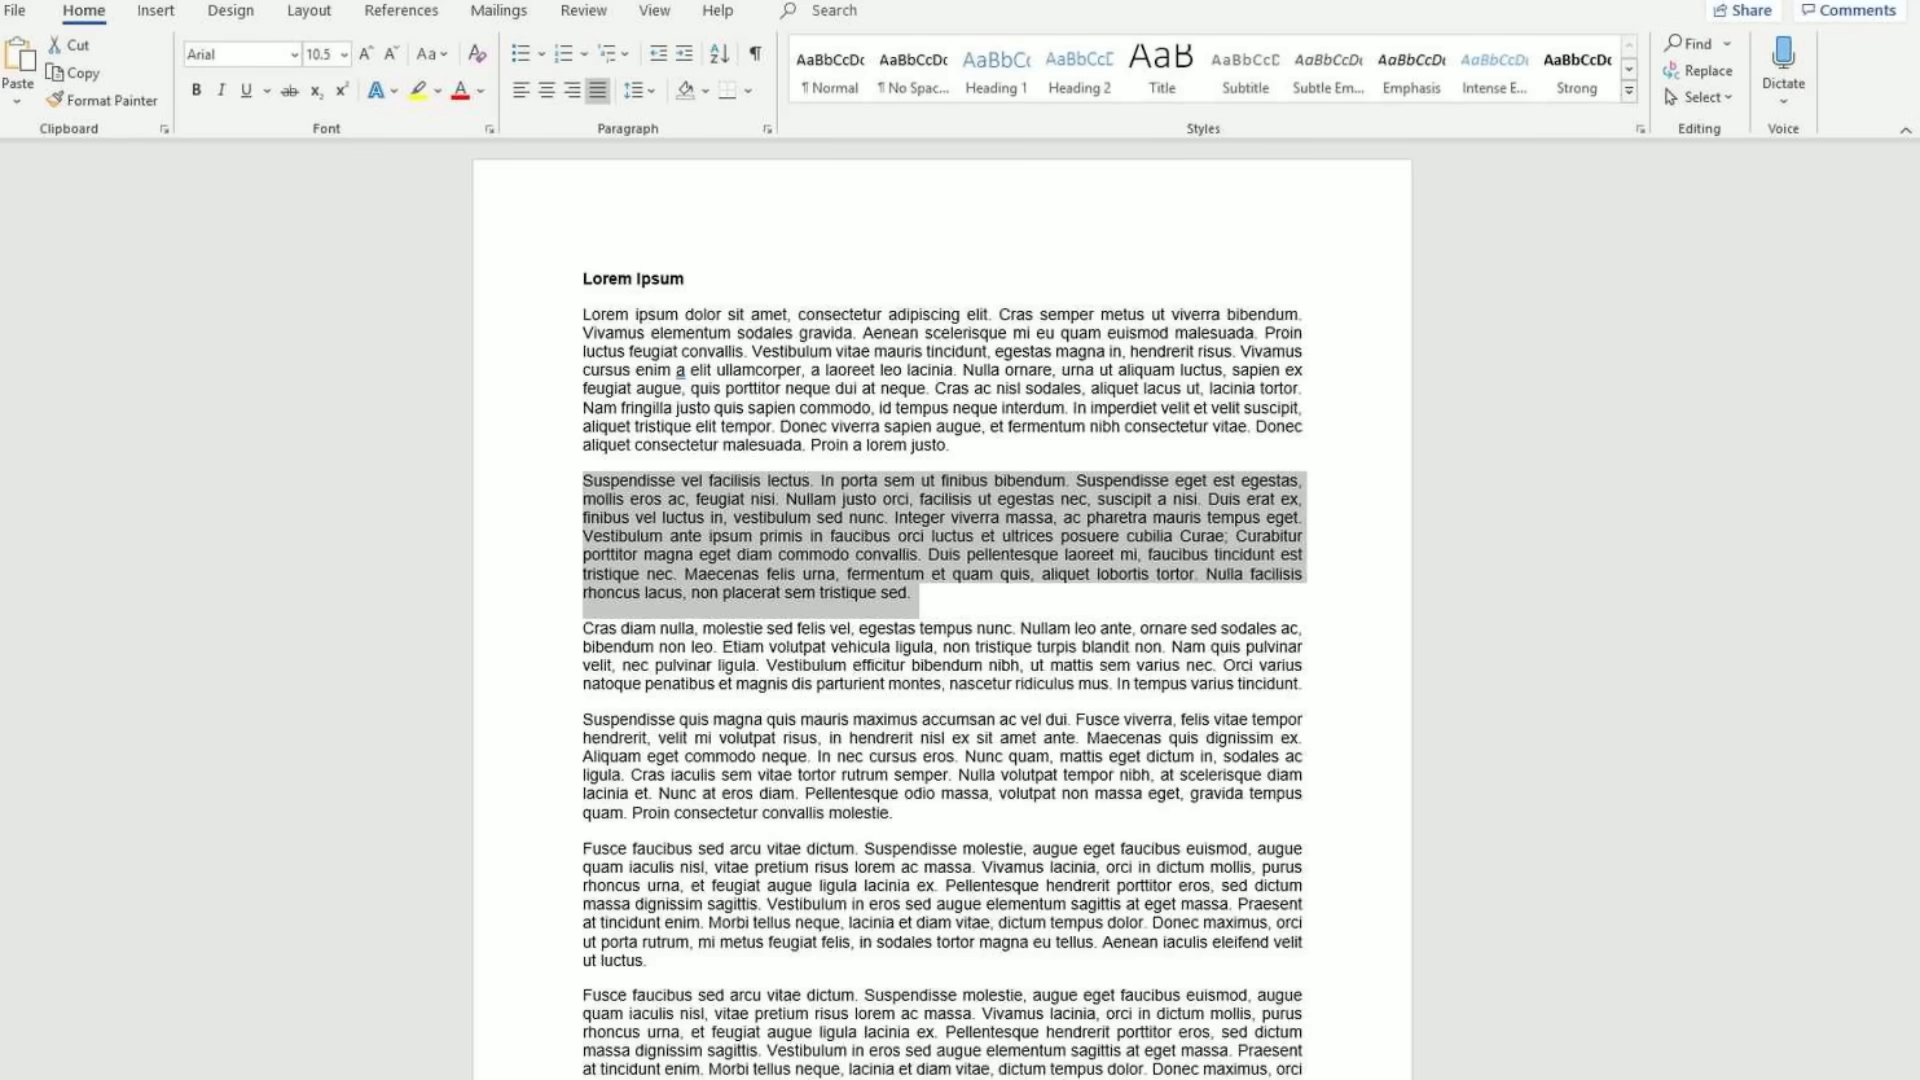 File Home Insert Design Layout References Mailings Review View Help Search Share Comments
Paste Cut Copy Format Painter
Clipboard
Arial 10.5 Aa
B I U ab x₂ x² A A
Font
Paragraph
AaBbCcDc AaBbCcDc AaBbCc AaBbCcD AaB AaBbCcD AaBbCcDc AaBbCcDc AaBbCcDc AaBbCcDc
¶ Normal ¶ No Spac... Heading 1 Heading 2 Title Subtitle Subtle Em... Emphasis Intense E... Strong
Styles
Find
Replace
Select
Editing
Dictate
Voice
Lorem Ipsum
Lorem ipsum dolor sit amet, consectetur adipiscing elit. Cras semper metus ut viverra bibendum.
Vivamus elementum sodales gravida. Aenean scelerisque mi eu quam euismod malesuada. Proin
luctus feugiat convallis. Vestibulum vitae mauris tincidunt, egestas magna in, hendrerit risus. Vivamus
cursus enim a elit ullamcorper, a laoreet leo lacinia. Nulla ornare, urna ut aliquam luctus, sapien ex
feugiat augue, quis porttitor neque dui at neque. Cras ac nisl sodales, aliquet lacus ut, lacinia tortor.
Nam fringilla justo quis sapien commodo, id tempus neque interdum. In imperdiet velit et velit suscipit,
aliquet tristique elit tempor. Donec viverra sapien augue, et fermentum nibh consectetur vitae. Donec
aliquet consectetur malesuada. Proin a lorem justo.
Suspendisse vel facilisis lectus. In porta sem ut finibus bibendum. Suspendisse eget est egestas,
mollis eros ac, feugiat nisi. Nullam justo orci, facilisis ut egestas nec, suscipit a nisi. Duis erat ex,
finibus vel luctus in, vestibulum sed nunc. Integer viverra massa, ac pharetra mauris tempus eget.
Vestibulum ante ipsum primis in faucibus orci luctus et ultrices posuere cubilia Curae; Curabitur
porttitor magna eget diam commodo convallis. Duis pellentesque laoreet mi, faucibus tincidunt est
tristique nec. Maecenas felis urna, fermentum et quam quis, aliquet lobortis tortor. Nulla facilisis
rhoncus lacus, non placerat sem tristique sed.
Cras diam nulla, molestie sed felis vel, egestas tempus nunc. Nullam leo ante, ornare sed sodales ac,
bibendum non leo. Etiam volutpat vehicula ligula, non tristique turpis blandit non. Nam quis pulvinar
velit, nec pulvinar ligula. Vestibulum efficitur bibendum nibh, ut mattis sem varius nec. Orci varius
natoque penatibus et magnis dis parturient montes, nascetur ridiculus mus. In tempus varius tincidunt.
Suspendisse quis magna quis mauris maximus accumsan ac vel dui. Fusce viverra, felis vitae tempor
hendrerit, velit mi volutpat risus, in hendrerit nisl ex sit amet ante. Maecenas quis dignissim ex.
Aliquam eget commodo neque. In nec cursus eros. Nunc quam, mattis eget dictum in, sodales ac
ligula. Cras iaculis sem vitae tortor rutrum semper. Nulla volutpat tempor nibh, at scelerisque diam
lacinia et. Nunc at eros diam. Pellentesque odio massa, volutpat non massa eget, gravida tempus
quam. Proin consectetur convallis molestie.
Fusce faucibus sed arcu vitae dictum. Suspendisse molestie, augue eget faucibus euismod, augue
quam iaculis nisl, vitae pretium risus lorem ac massa. Vivamus lacinia, orci in dictum mollis, purus
rhoncus urna, et feugiat augue ligula lacinia ex. Pellentesque hendrerit porttitor eros, sed dictum
massa dignissim sagittis. Vestibulum in eros sed augue elementum sagittis at eget massa. Praesent
at tincidunt enim. Morbi tellus neque, lacinia et diam vitae, dictum tempus dolor. Donec maximus, orci
ut porta rutrum, mi metus feugiat felis, in sodales tortor magna eu tellus. Aenean iaculis eleifend velit
ut luctus.
Fusce faucibus sed arcu vitae dictum. Suspendisse molestie, augue eget faucibus euismod, augue
quam iaculis nisl, vitae pretium risus lorem ac massa. Vivamus lacinia, orci in dictum mollis, purus
rhoncus urna, et feugiat augue ligula lacinia ex. Pellentesque hendrerit porttitor eros, sed dictum
massa dignissim sagittis. Vestibulum in eros sed augue elementum sagittis at eget massa. Praesent
at tincidunt enim. Morbi tellus neque, lacinia et diam vitae, dictum tempus dolor. Donec maximus, orci